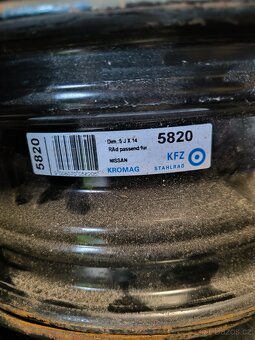 5820
Dim. 5 J X 14
RAd passend für
NISSAN
KROMAG
5820
KFZ
STAHLRAD